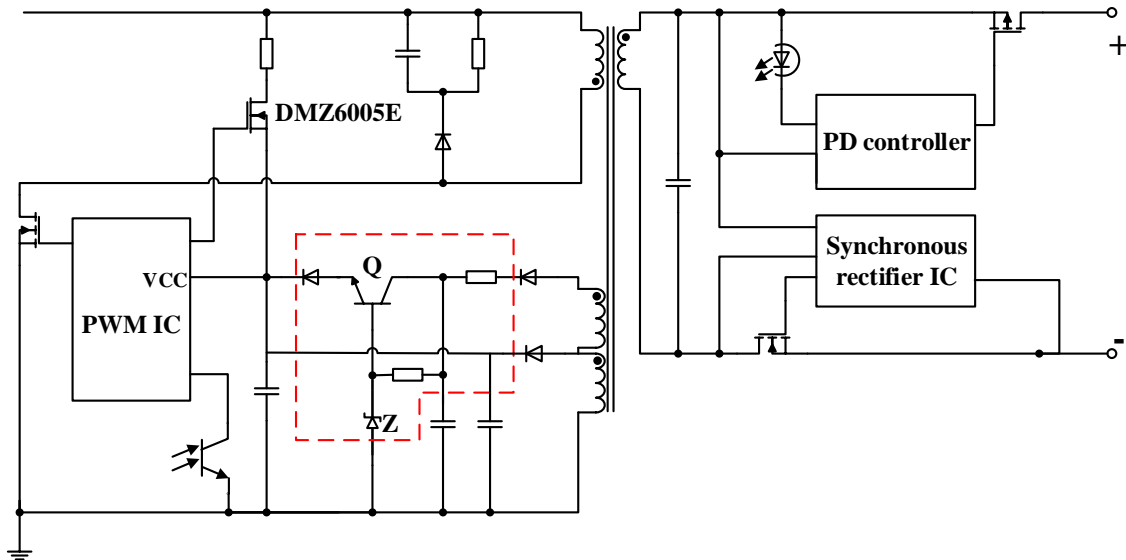 DMZ6005E
+
PD controller
Q
VCC
PWM IC
Synchronous
rectifier IC
-
Z